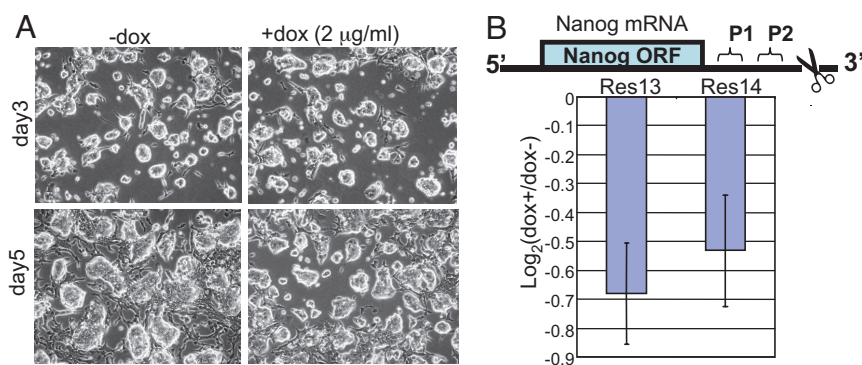 A
-dox
+dox (2 μg/ml)
day3
day5
B
Nanog mRNA
P1 P2
5’ Nanog ORF 3’
Res13 Res14
0
-0.1
-0.2
-0.3
-0.4
-0.5
-0.6
-0.7
-0.8
-0.9
Log2(dox+/dox-)